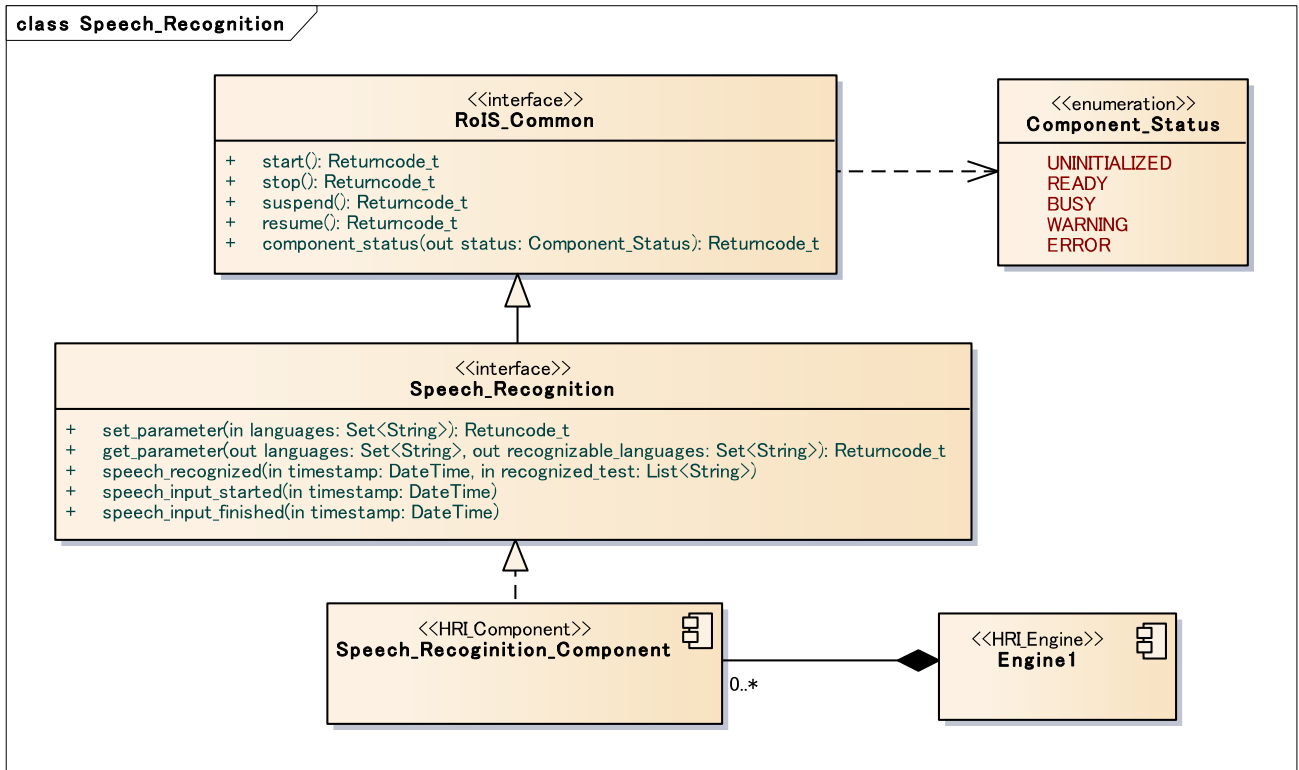 class Speech_Recognition
<<interface>>
RoIS_Common
+ start(): Returncode_t
+ stop(): Returncode_t
+ suspend(): Returncode_t
+ resume(): Returncode_t
+ component_status(out status: Component_Status): Returncode_t
<<enumeration>>
Component_Status
UNINITIALIZED
READY
BUSY
WARNING
ERROR
<<interface>>
Speech_Recognition
+ set_parameter(in languages: Set<String>): Retuncode_t
+ get_parameter(out languages: Set<String>, out recognizable_languages: Set<String>): Returncode_t
+ speech_recognized(in timestamp: DateTime, in recognized_test: List<String>)
+ speech_input_started(in timestamp: DateTime)
+ speech_input_finished(in timestamp: DateTime)
<<HRI_Component>>
Speech_Recoginition_Component
0..*
<<HRI_Engine>>
Engine1